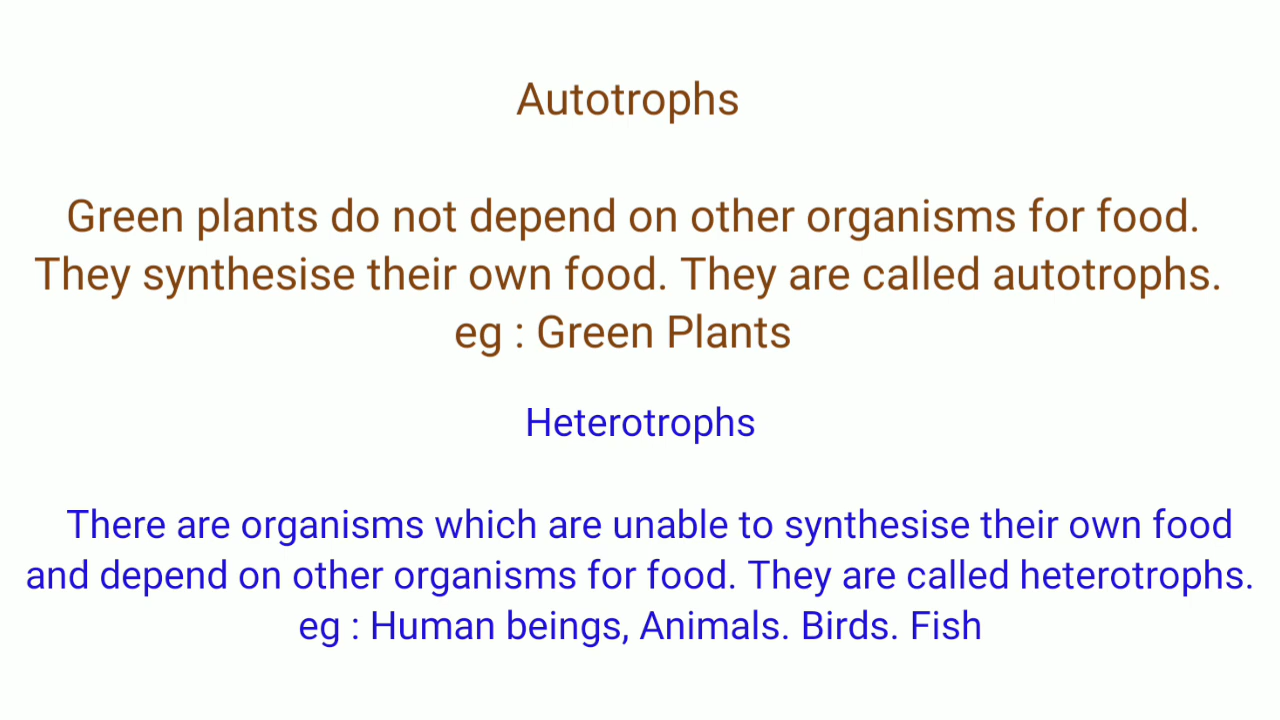 Autotrophs
Green plants do not depend on other organisms for food.
They synthesise their own food. They are called autotrophs.
eg : Green Plants
Heterotrophs
There are organisms which are unable to synthesise their own food
and depend on other organisms for food. They are called heterotrophs.
eg : Human beings, Animals. Birds. Fish